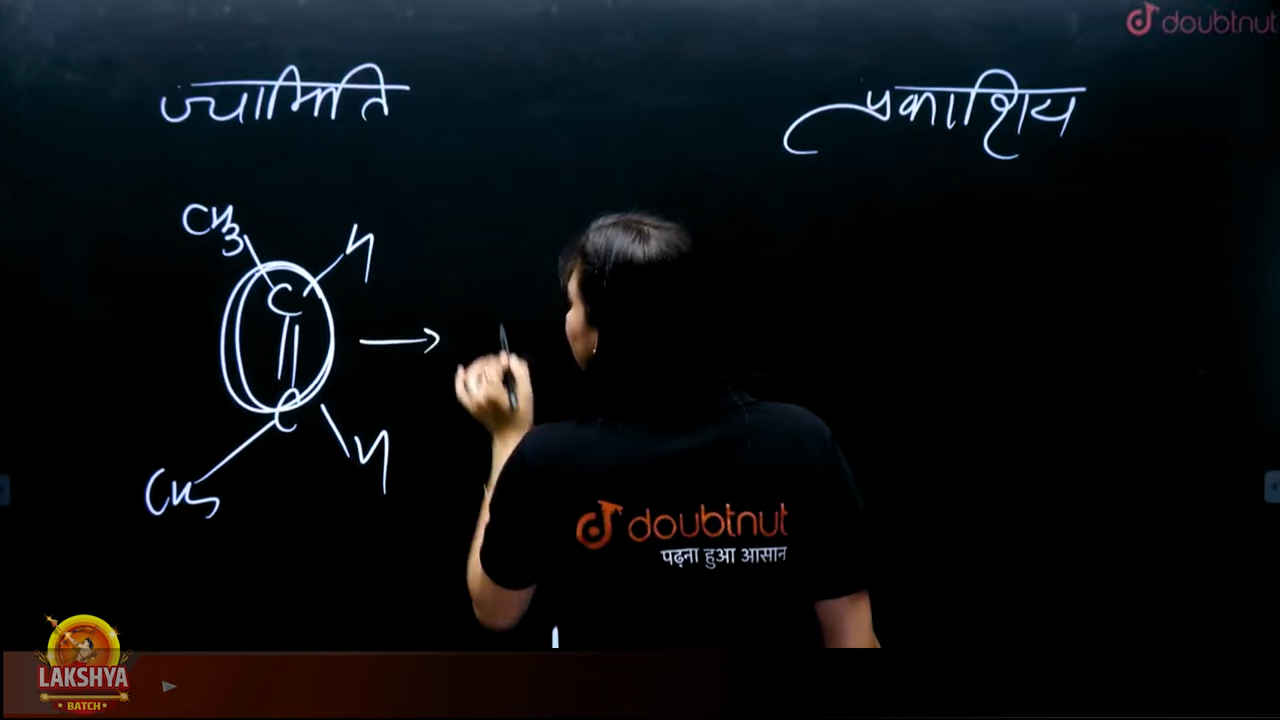 doubtnut
ज्यामिति
प्रकाशिय
CH3
H
C
C
H
CH3
doubtnut
पढ़ना हुआ आसान
LAKSHYA
BATCH